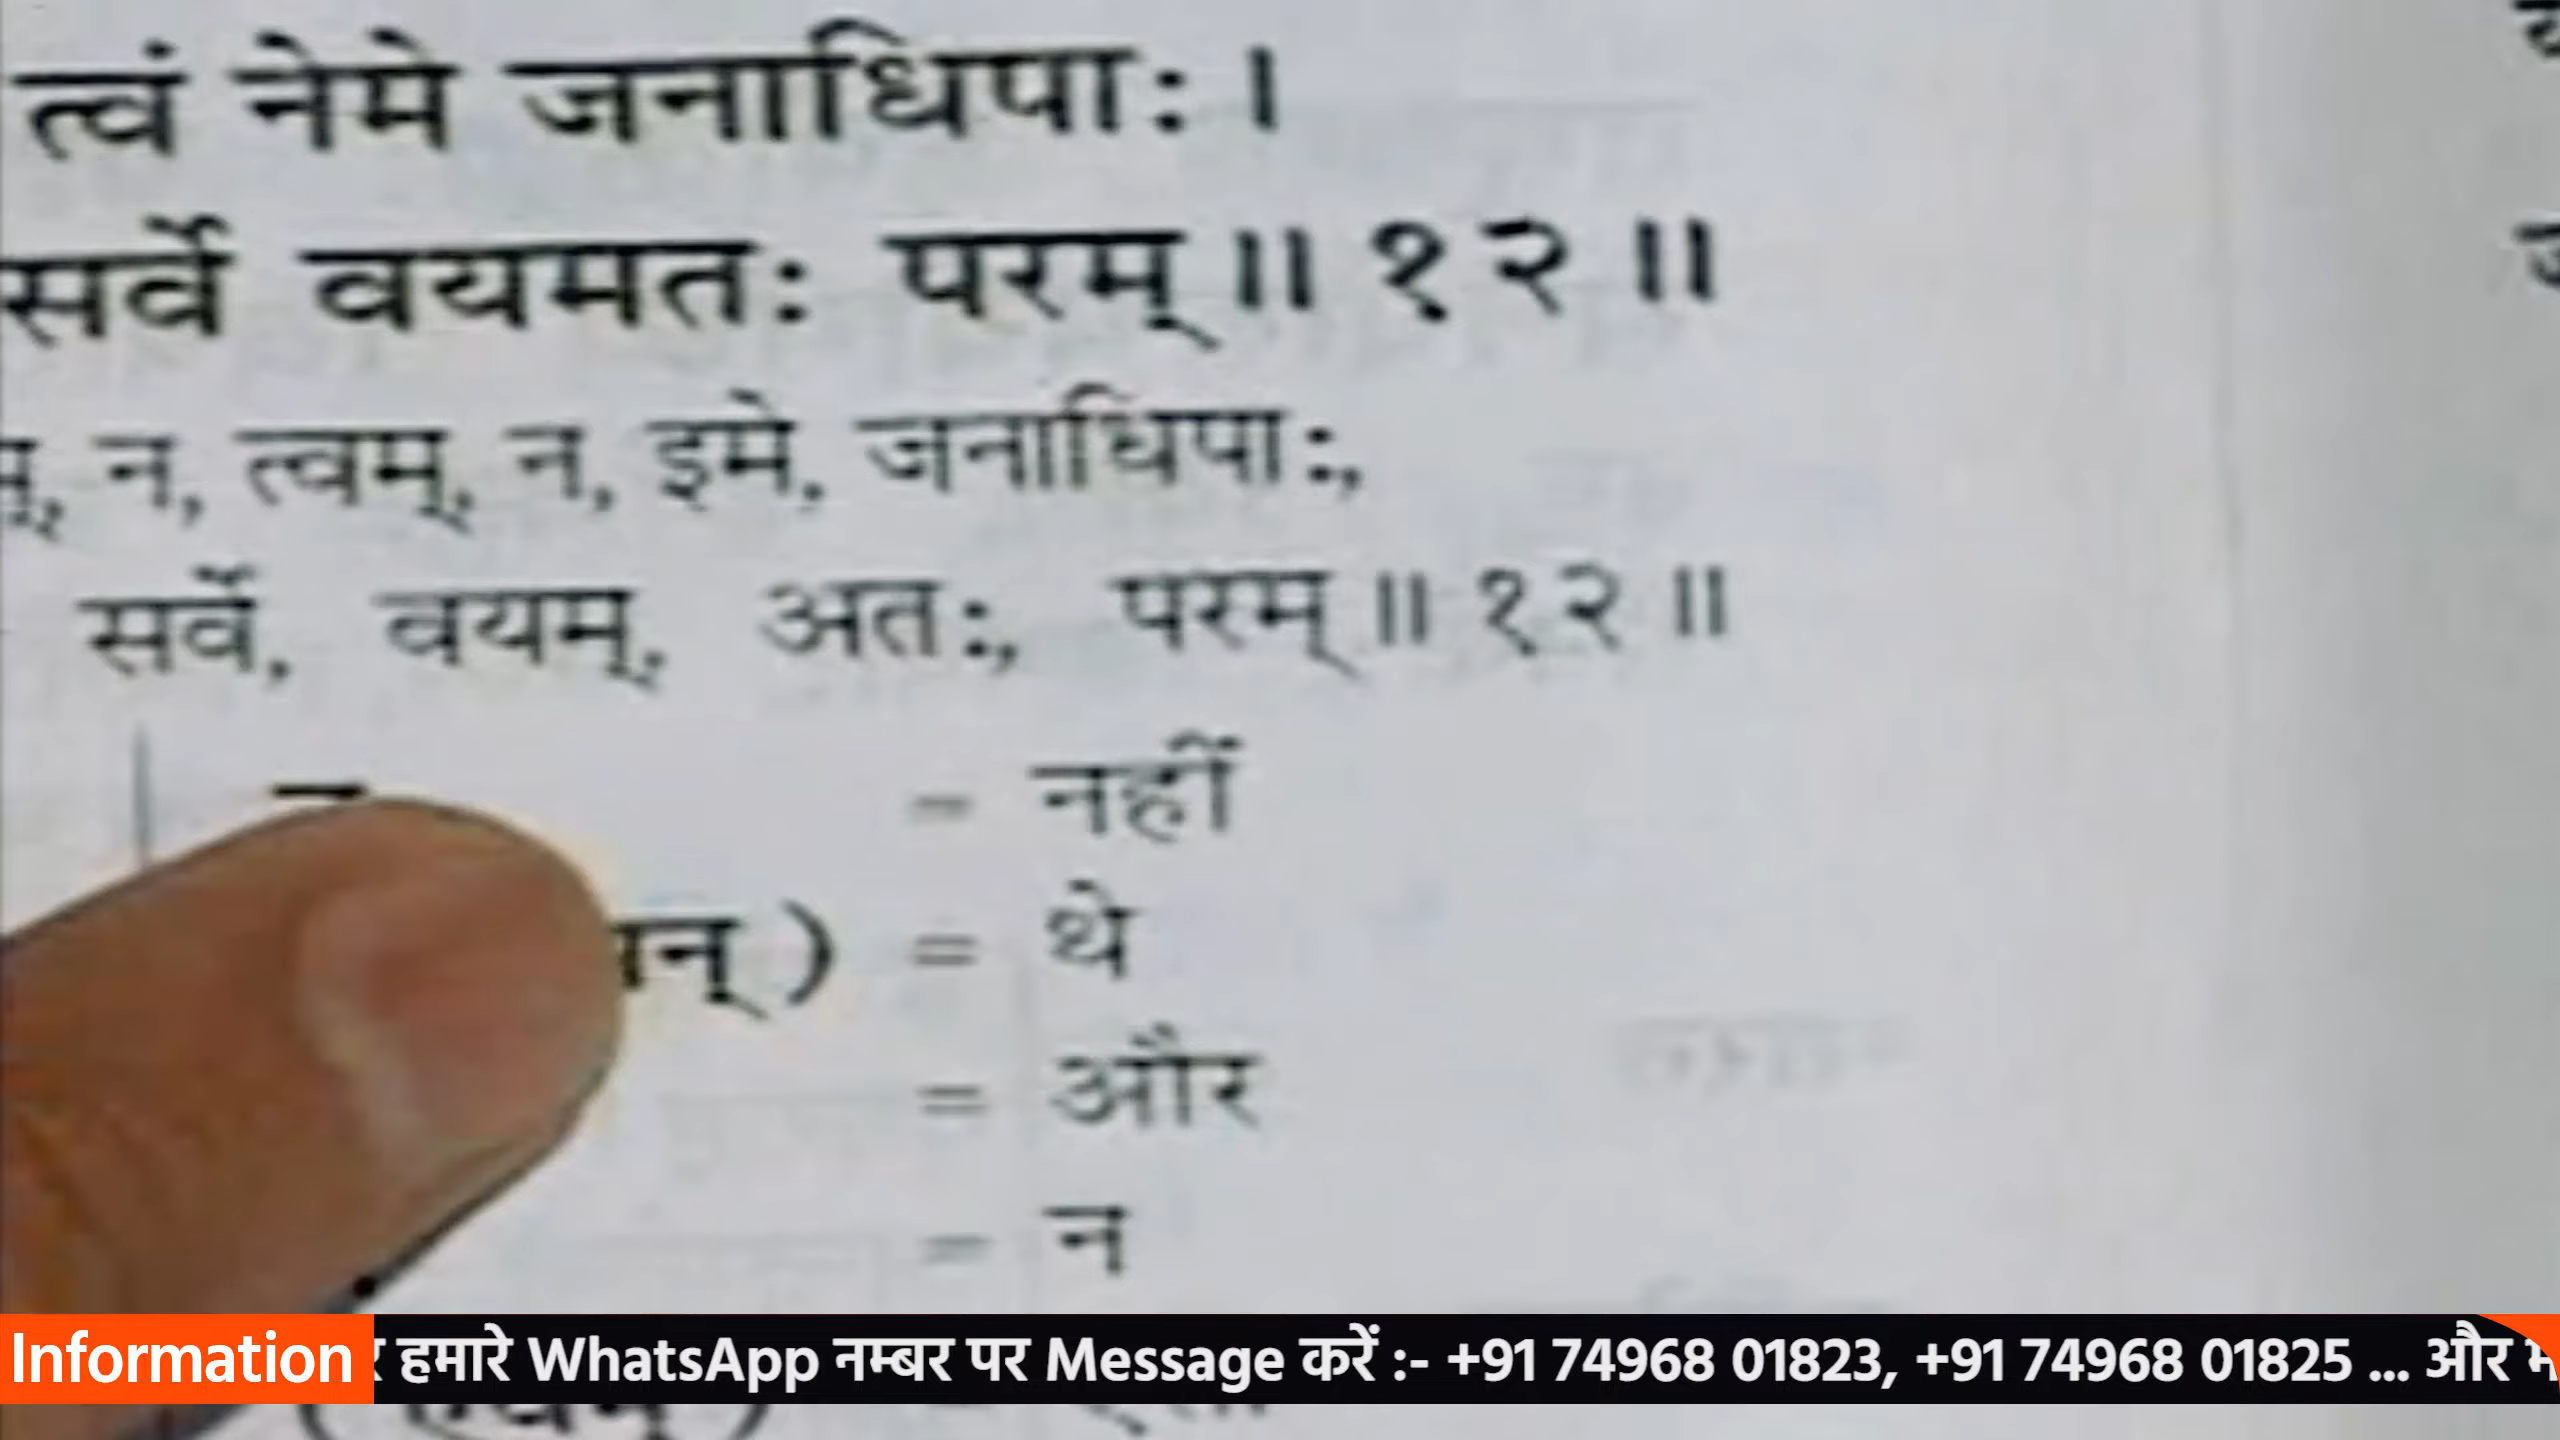 त्वं नेमे जनाधिपाः ।
सर्वे वयमतः परम् ॥ १२ ॥
न, त्वम्, न, इमे, जनाधिपाः,
सर्वे, वयम्, अतः, परम् ॥ १२ ॥
= नहीं
) = थे
= और
= न
Information
हमारे WhatsApp नम्बर पर Message करें :- +91 74968 01823, +91 74968 01825 ... और